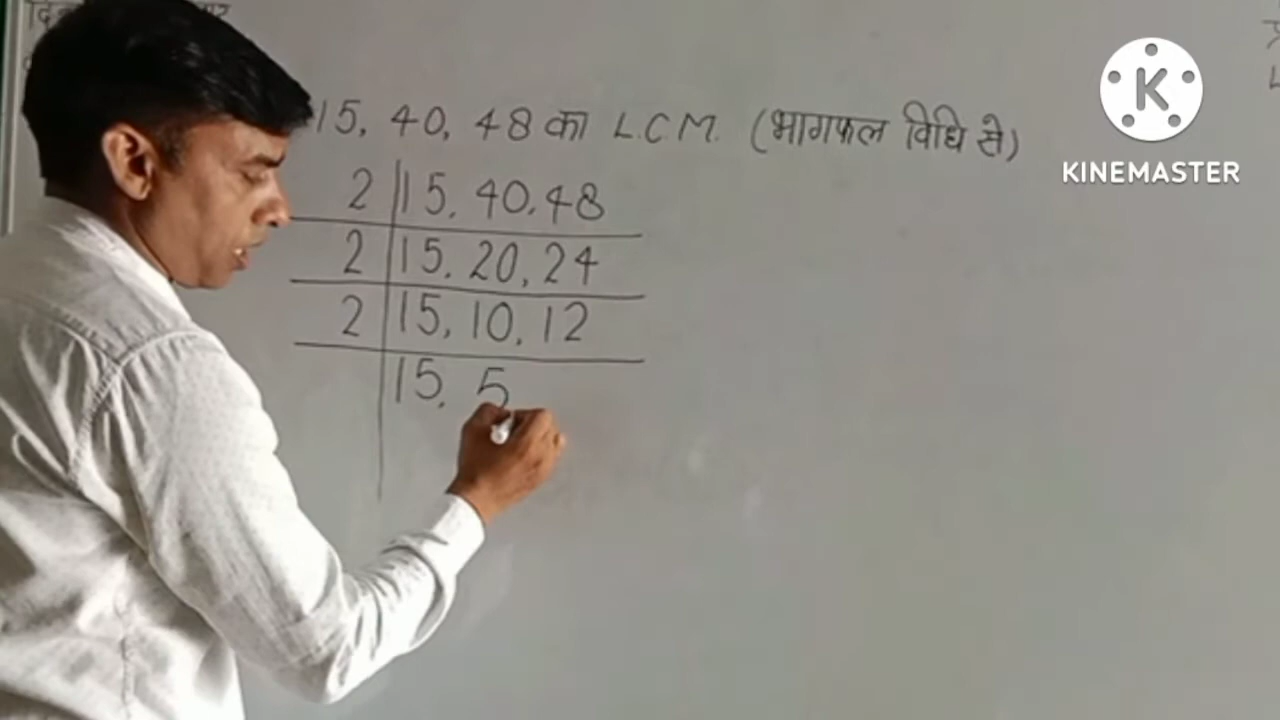 15, 40, 48 का L.C.M. (भागफल विधि से)
2 15, 40, 48
2 15, 20, 24
2 15, 10, 12
15, 5
KINEMASTER